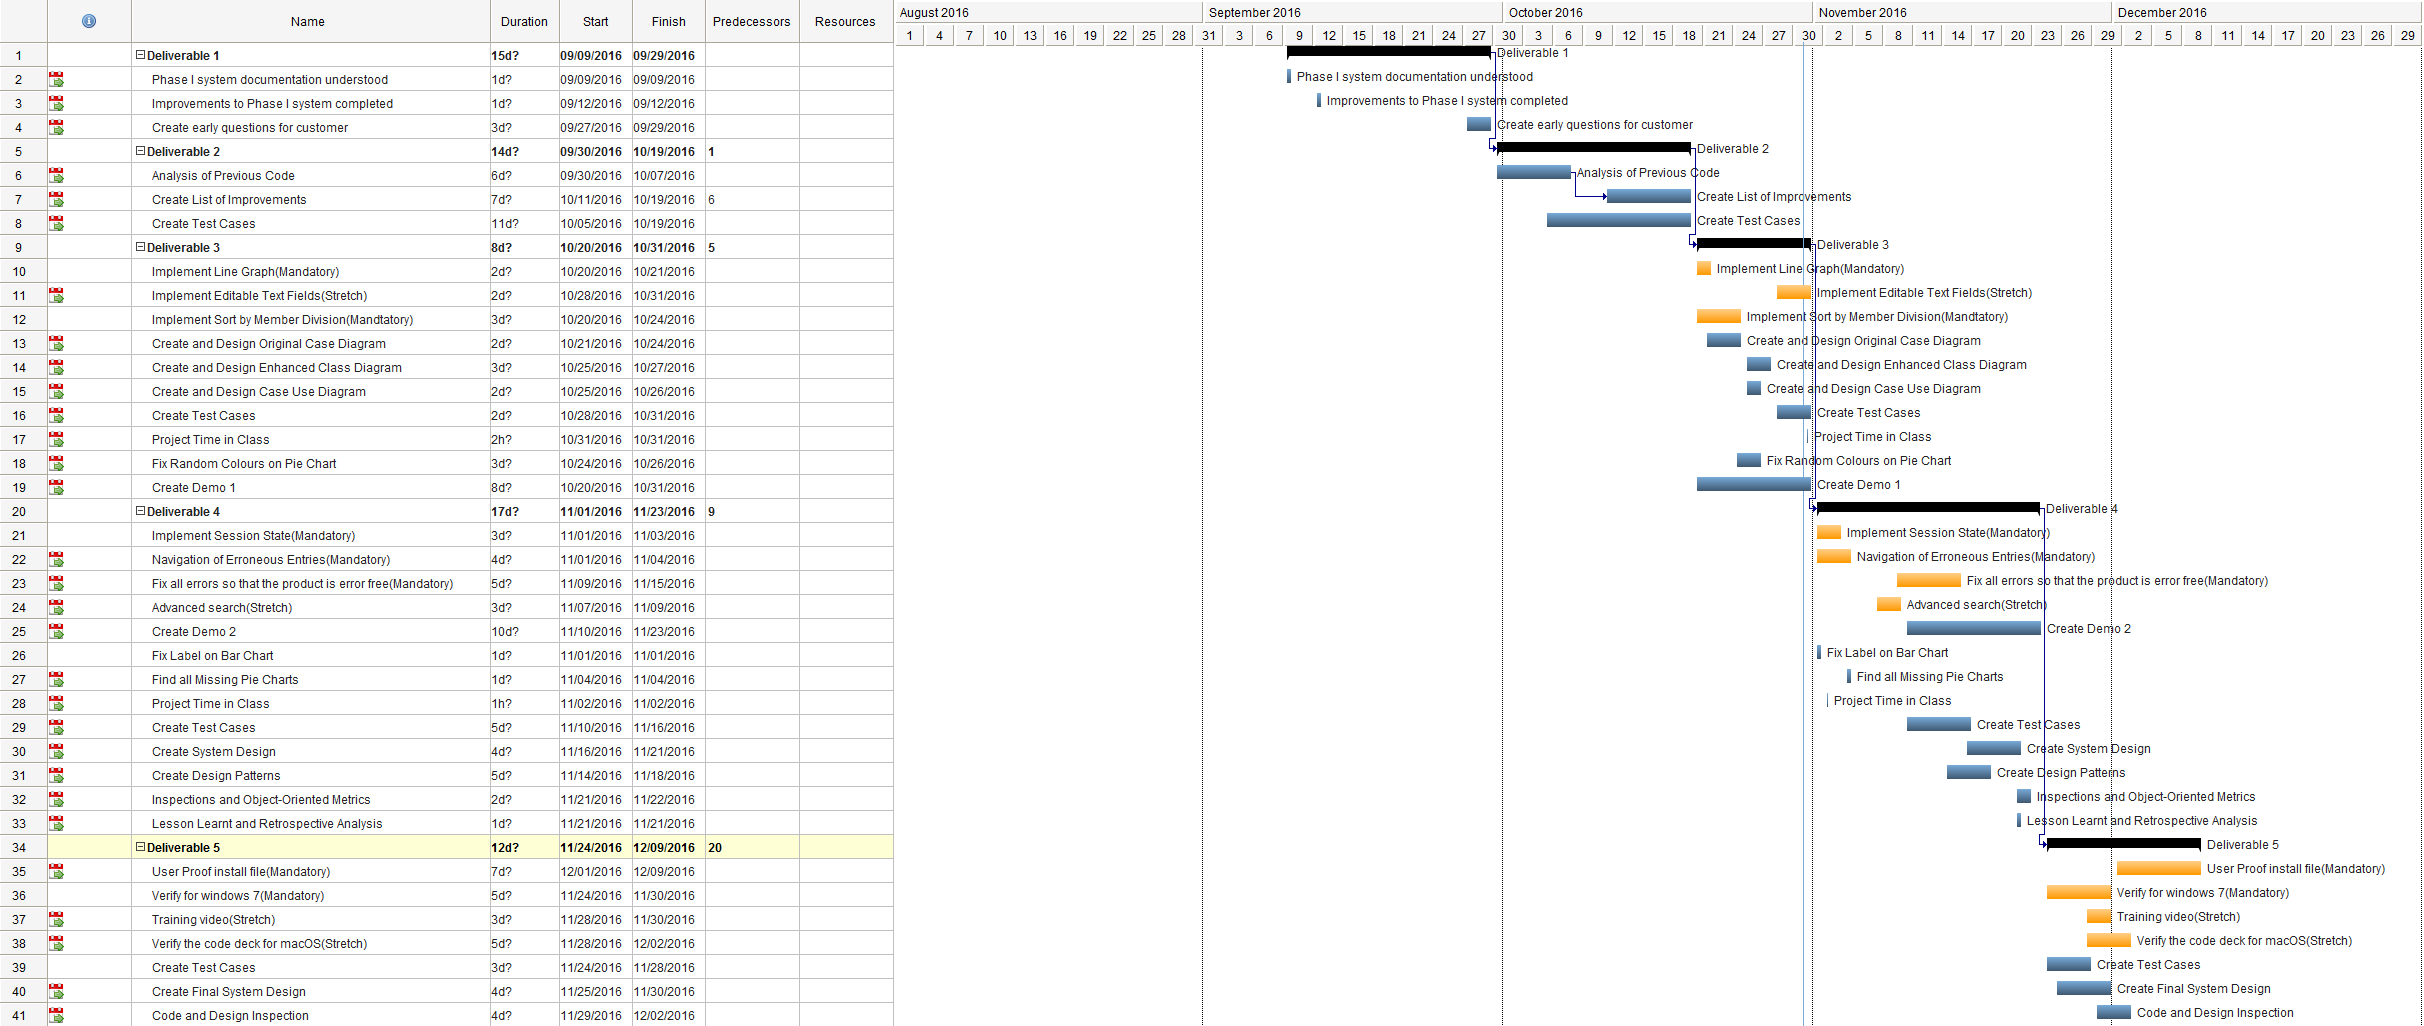 Name Duration Start Finish Predecessors Resources
August 2016 September 2016 October 2016 November 2016 December 2016
1 4 7 10 13 16 19 22 25 28 31 3 6 9 12 15 18 21 24 27 30 3 6 9 12 15 18 21 24 27 30 2 5 8 11 14 17 20 23 26 29 2 5 8 11 14 17 20 23 26 29
1 Deliverable 1 15d? 09/09/2016 09/29/2016 Deliverable 1
2 Phase I system documentation understood 1d? 09/09/2016 09/09/2016 Phase I system documentation understood
3 Improvements to Phase I system completed 1d? 09/12/2016 09/12/2016 Improvements to Phase I system completed
4 Create early questions for customer 3d? 09/27/2016 09/29/2016 Create early questions for customer
5 Deliverable 2 14d? 09/30/2016 10/19/2016 1 Deliverable 2
6 Analysis of Previous Code 6d? 09/30/2016 10/07/2016 Analysis of Previous Code
7 Create List of Improvements 7d? 10/11/2016 10/19/2016 6 Create List of Improvements
8 Create Test Cases 11d? 10/05/2016 10/19/2016 Create Test Cases
9 Deliverable 3 8d? 10/20/2016 10/31/2016 5 Deliverable 3
10 Implement Line Graph(Mandatory) 2d? 10/20/2016 10/21/2016 Implement Line Graph(Mandatory)
11 Implement Editable Text Fields(Stretch) 2d? 10/28/2016 10/31/2016 Implement Editable Text Fields(Stretch)
12 Implement Sort by Member Division(Mandtatory) 3d? 10/20/2016 10/24/2016 Implement Sort by Member Division(Mandtatory)
13 Create and Design Original Case Diagram 2d? 10/21/2016 10/24/2016 Create and Design Original Case Diagram
14 Create and Design Enhanced Class Diagram 3d? 10/25/2016 10/27/2016 Create and Design Enhanced Class Diagram
15 Create and Design Case Use Diagram 2d? 10/25/2016 10/26/2016 Create and Design Case Use Diagram
16 Create Test Cases 2d? 10/28/2016 10/31/2016 Create Test Cases
17 Project Time in Class 2h? 10/31/2016 10/31/2016 Project Time in Class
18 Fix Random Colours on Pie Chart 3d? 10/24/2016 10/26/2016 Fix Random Colours on Pie Chart
19 Create Demo 1 8d? 10/20/2016 10/31/2016 Create Demo 1
20 Deliverable 4 17d? 11/01/2016 11/23/2016 9 Deliverable 4
21 Implement Session State(Mandatory) 3d? 11/01/2016 11/03/2016 Implement Session State(Mandatory)
22 Navigation of Erroneous Entries(Mandatory) 4d? 11/01/2016 11/04/2016 Navigation of Erroneous Entries(Mandatory)
23 Fix all errors so that the product is error free(Mandatory) 5d? 11/09/2016 11/15/2016 Fix all errors so that the product is error free(Mandatory)
24 Advanced search(Stretch) 3d? 11/07/2016 11/09/2016 Advanced search(Stretch)
25 Create Demo 2 10d? 11/10/2016 11/23/2016 Create Demo 2
26 Fix Label on Bar Chart 1d? 11/01/2016 11/01/2016 Fix Label on Bar Chart
27 Find all Missing Pie Charts 1d? 11/04/2016 11/04/2016 Find all Missing Pie Charts
28 Project Time in Class 1h? 11/02/2016 11/02/2016 Project Time in Class
29 Create Test Cases 5d? 11/10/2016 11/16/2016 Create Test Cases
30 Create System Design 4d? 11/16/2016 11/21/2016 Create System Design
31 Create Design Patterns 5d? 11/14/2016 11/18/2016 Create Design Patterns
32 Inspections and Object-Oriented Metrics 2d? 11/21/2016 11/22/2016 Inspections and Object-Oriented Metrics
33 Lesson Learnt and Retrospective Analysis 1d? 11/21/2016 11/21/2016 Lesson Learnt and Retrospective Analysis
34 Deliverable 5 12d? 11/24/2016 12/09/2016 20 Deliverable 5
35 User Proof install file(Mandatory) 7d? 12/01/2016 12/09/2016 User Proof install file(Mandatory)
36 Verify for windows 7(Mandatory) 5d? 11/24/2016 11/30/2016 Verify for windows 7(Mandatory)
37 Training video(Stretch) 3d? 11/28/2016 11/30/2016 Training video(Stretch)
38 Verify the code deck for macOS(Stretch) 5d? 11/28/2016 12/02/2016 Verify the code deck for macOS(Stretch)
39 Create Test Cases 3d? 11/24/2016 11/28/2016 Create Test Cases
40 Create Final System Design 4d? 11/25/2016 11/30/2016 Create Final System Design
41 Code and Design Inspection 4d? 11/29/2016 12/02/2016 Code and Design Inspection